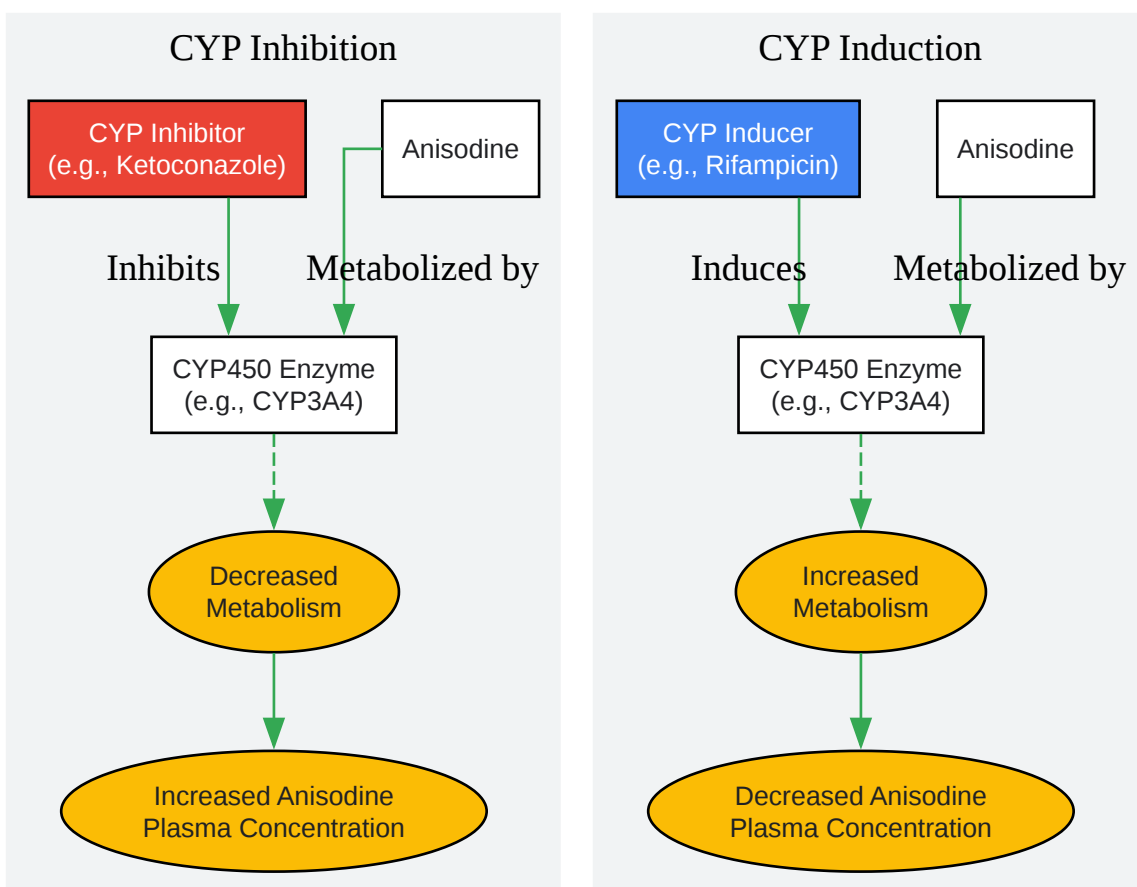 CYP Inhibition
CYP Inhibitor
(e.g., Ketoconazole)
Anisodine
Inhibits
Metabolized by
CYP450 Enzyme
(e.g., CYP3A4)
Decreased
Metabolism
Increased Anisodine
Plasma Concentration
CYP Induction
CYP Inducer
(e.g., Rifampicin)
Anisodine
Induces
Metabolized by
CYP450 Enzyme
(e.g., CYP3A4)
Increased
Metabolism
Decreased Anisodine
Plasma Concentration